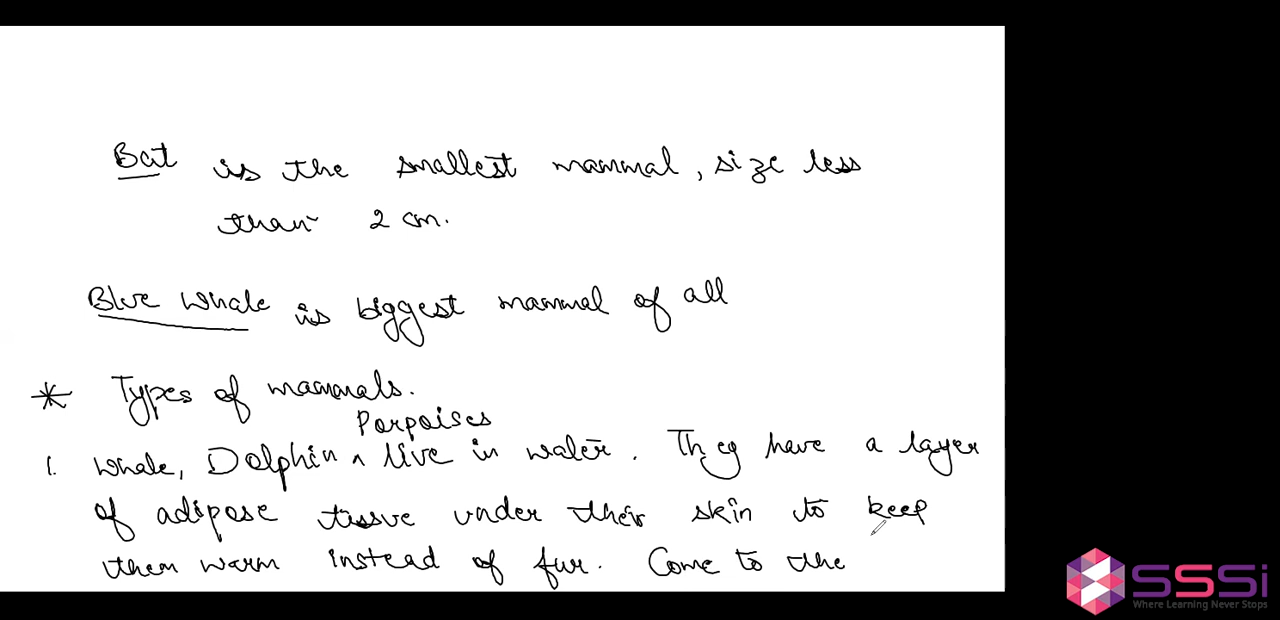 Bat is the smallest mammal, size less
than 2 cm.
Blue whale is biggest mammal of all
* Types of mammals.
Porpoises
1. Whale, Dolphin ^ live in water. They have a layer
of adipose tissue under their skin to keep
them warm instead of fur. Come to the
SSSi
Where Learning Never Stops